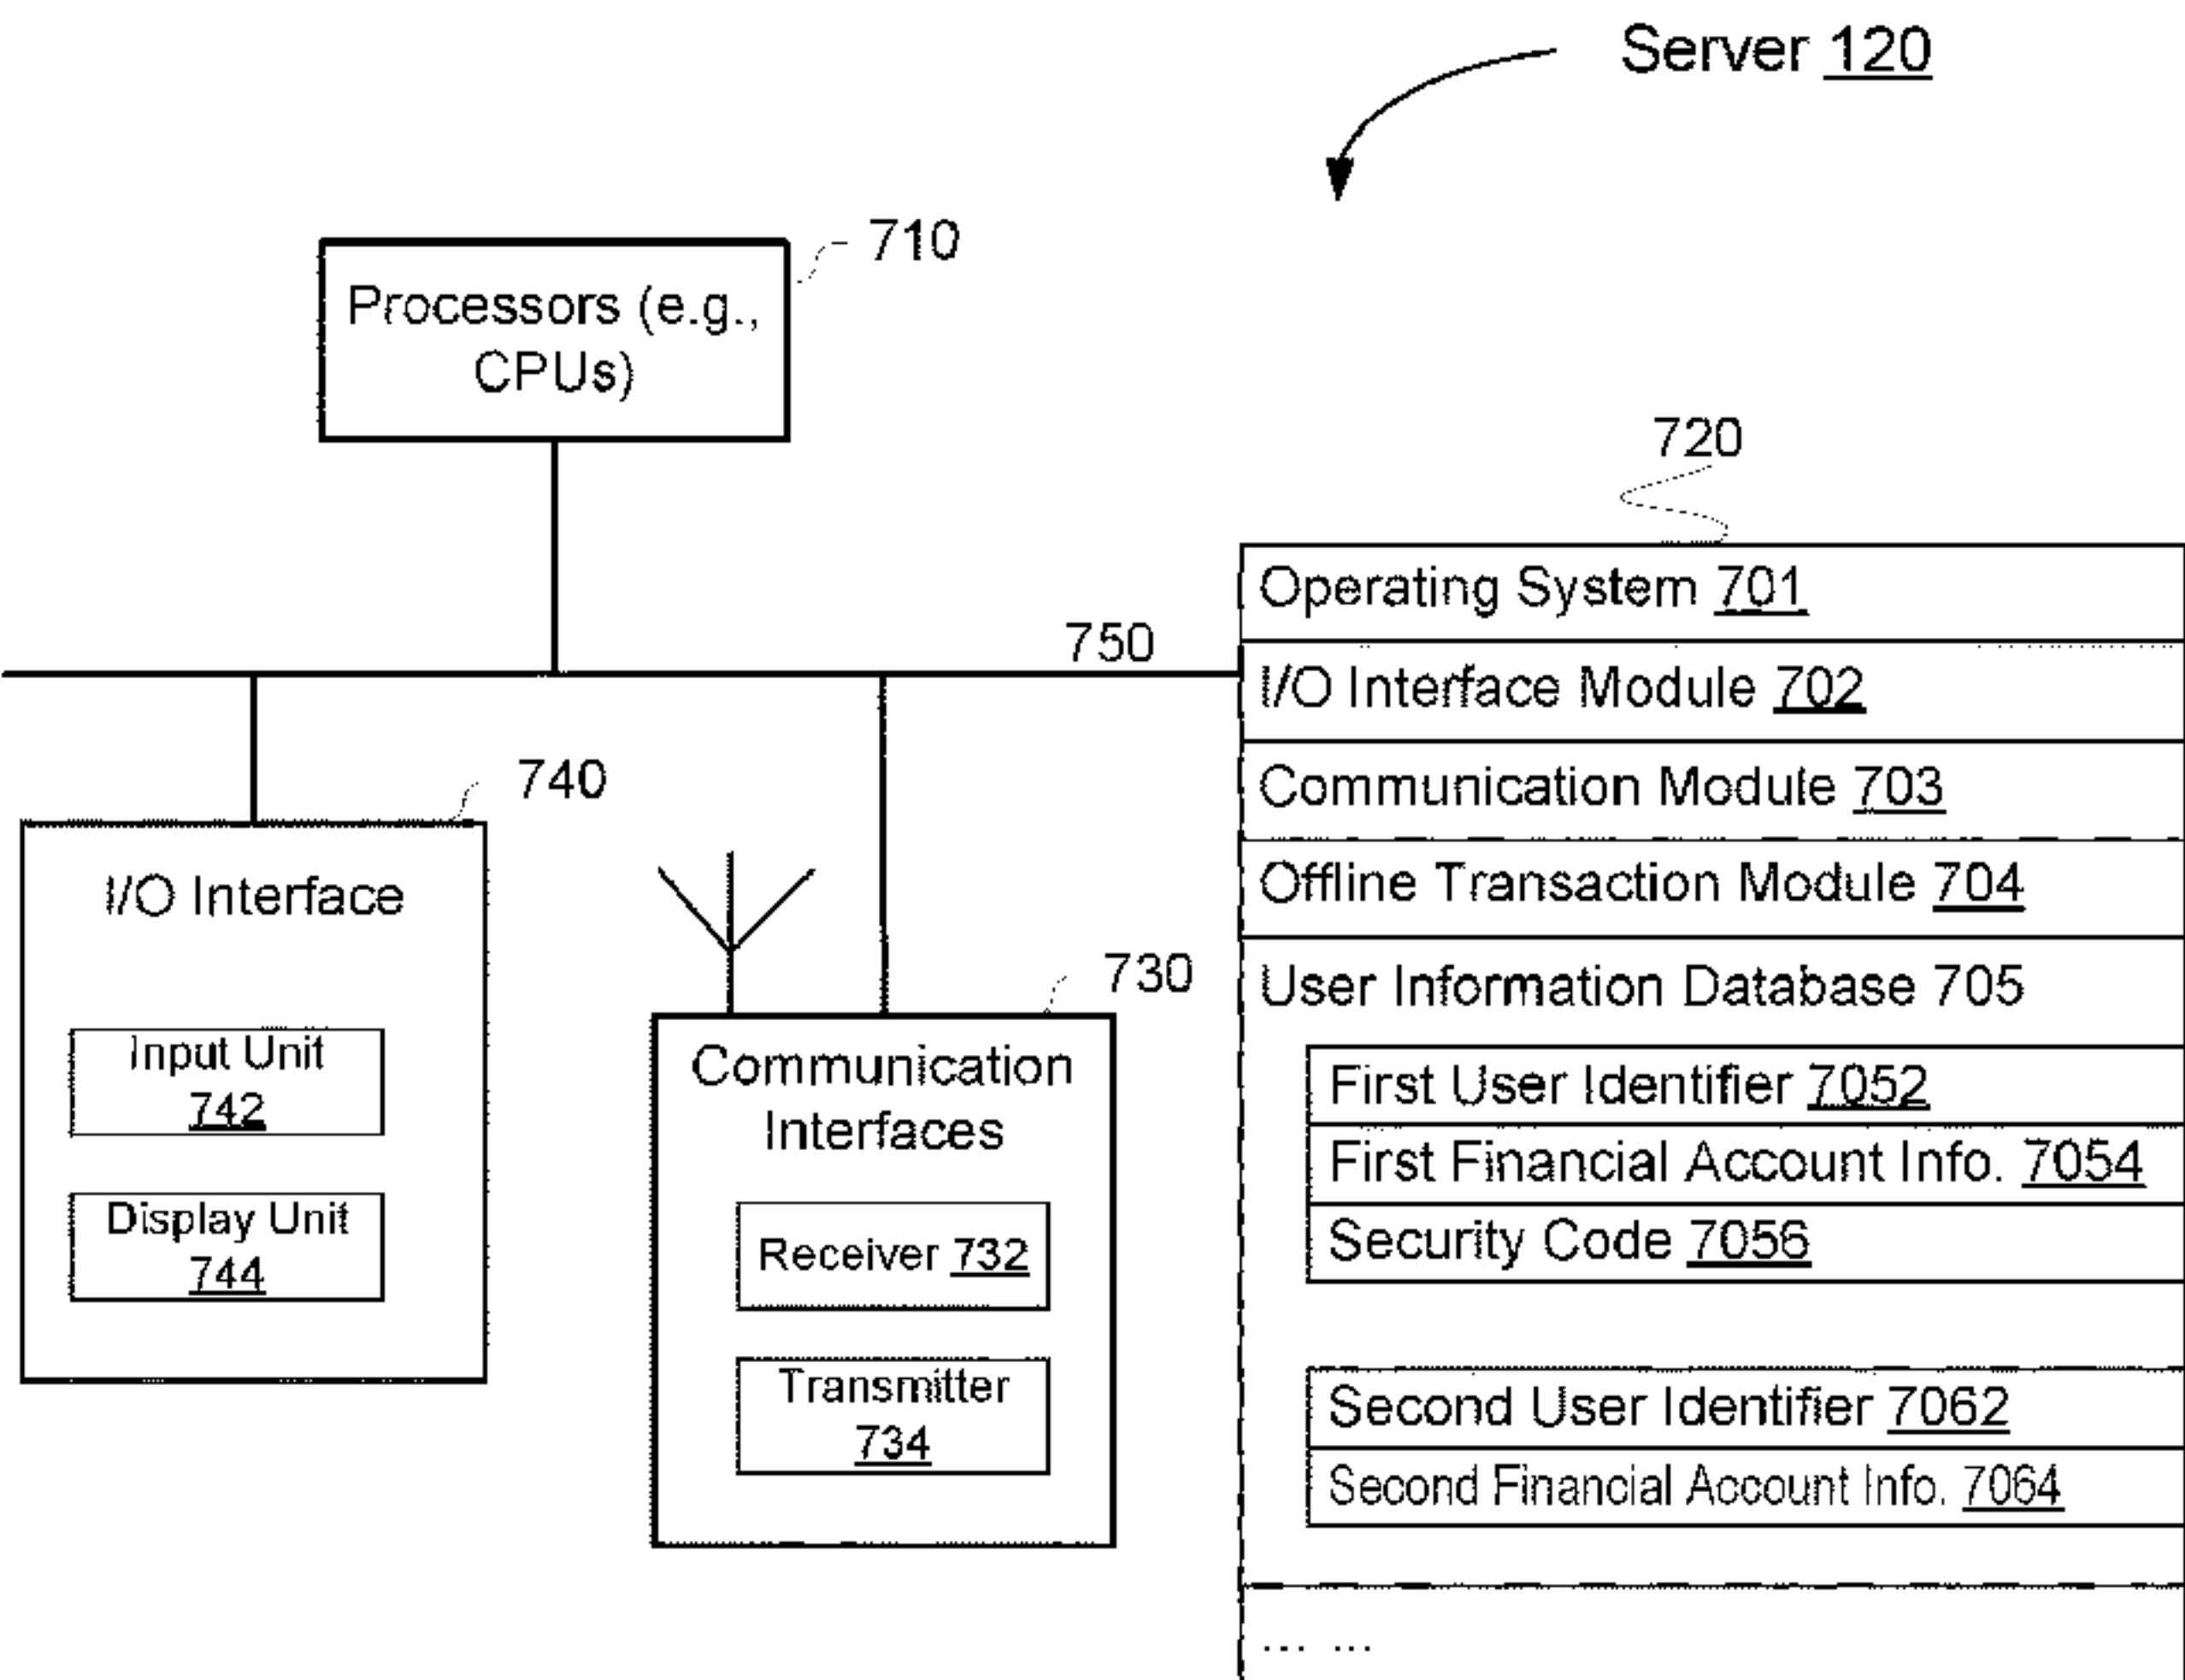 Server 120
710
Processors (e.g.,
CPUs)
720
750
Operating System 701
I/O Interface Module 702
Communication Module 703
Offline Transaction Module 704
User Information Database 705
First User Identifier 7052
First Financial Account Info. 7054
Security Code 7056
Second User Identifier 7062
Second Financial Account Info. 7064
... ...
740
I/O Interface
Input Unit
742
Display Unit
744
730
Communication
Interfaces
Receiver 732
Transmitter
734